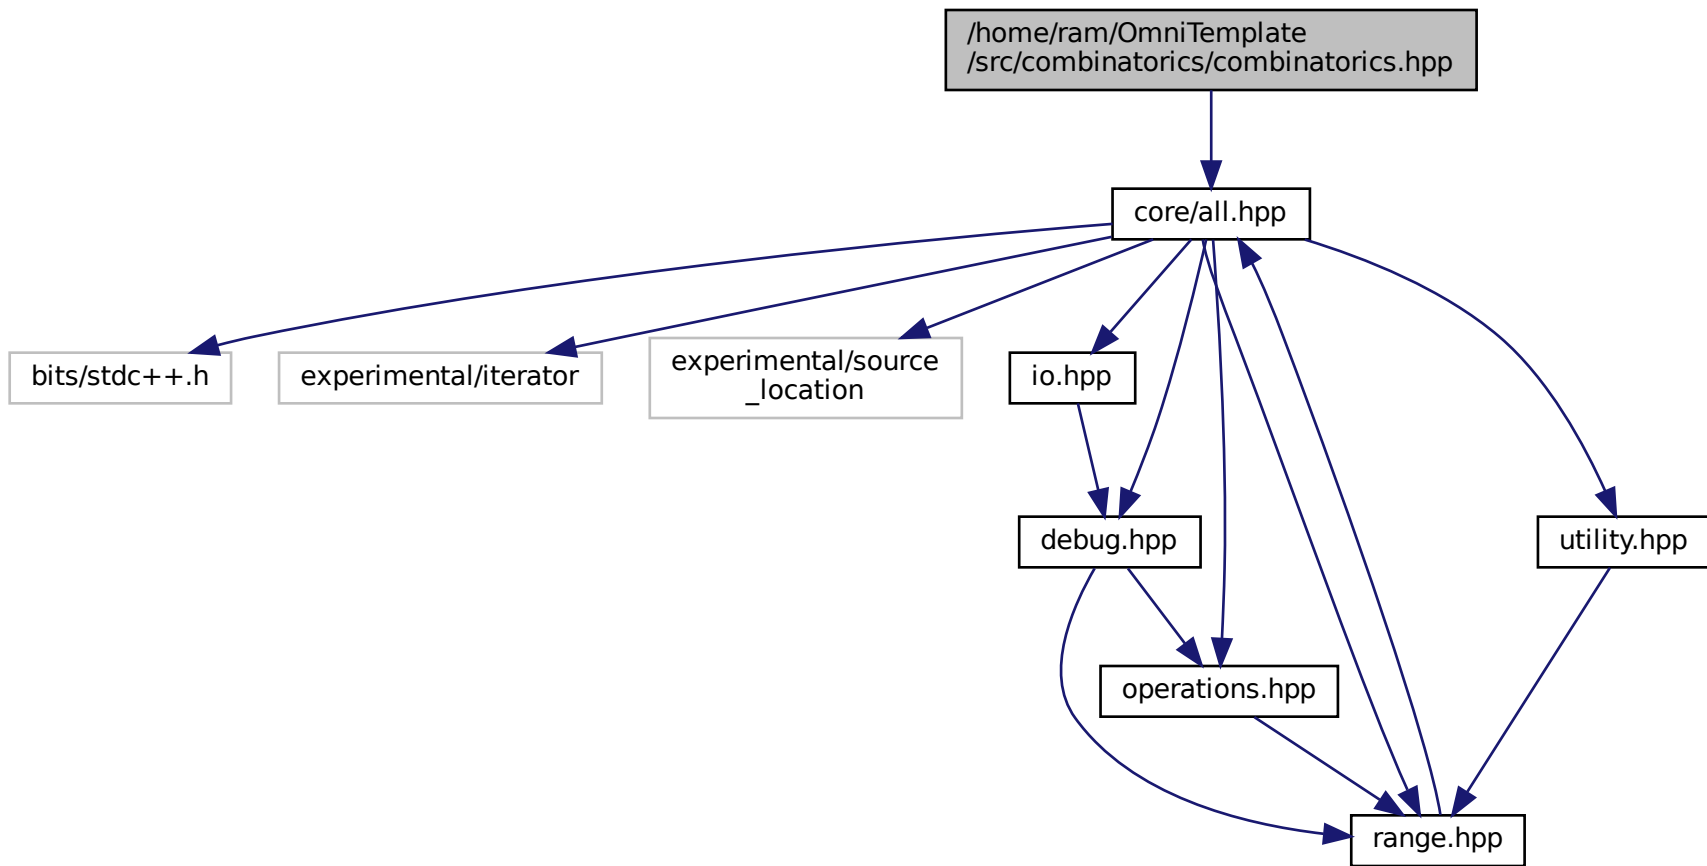 /home/ram/OmniTemplate
/src/combinatorics/combinatorics.hpp
core/all.hpp
bits/stdc++.h
experimental/iterator
experimental/source
_location
io.hpp
debug.hpp
utility.hpp
operations.hpp
range.hpp